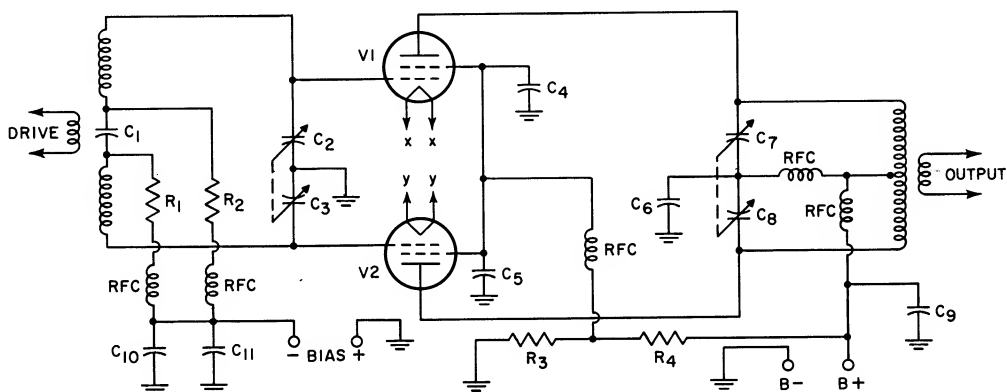 V1
C4
DRIVE
C1
C2
x x
C7
RFC
OUTPUT
R1
R2
C3
y y
C6
C8
RFC
RFC
RFC
V2
C5
RFC
C9
C10
C11
- BIAS +
R3
R4
B-
B+